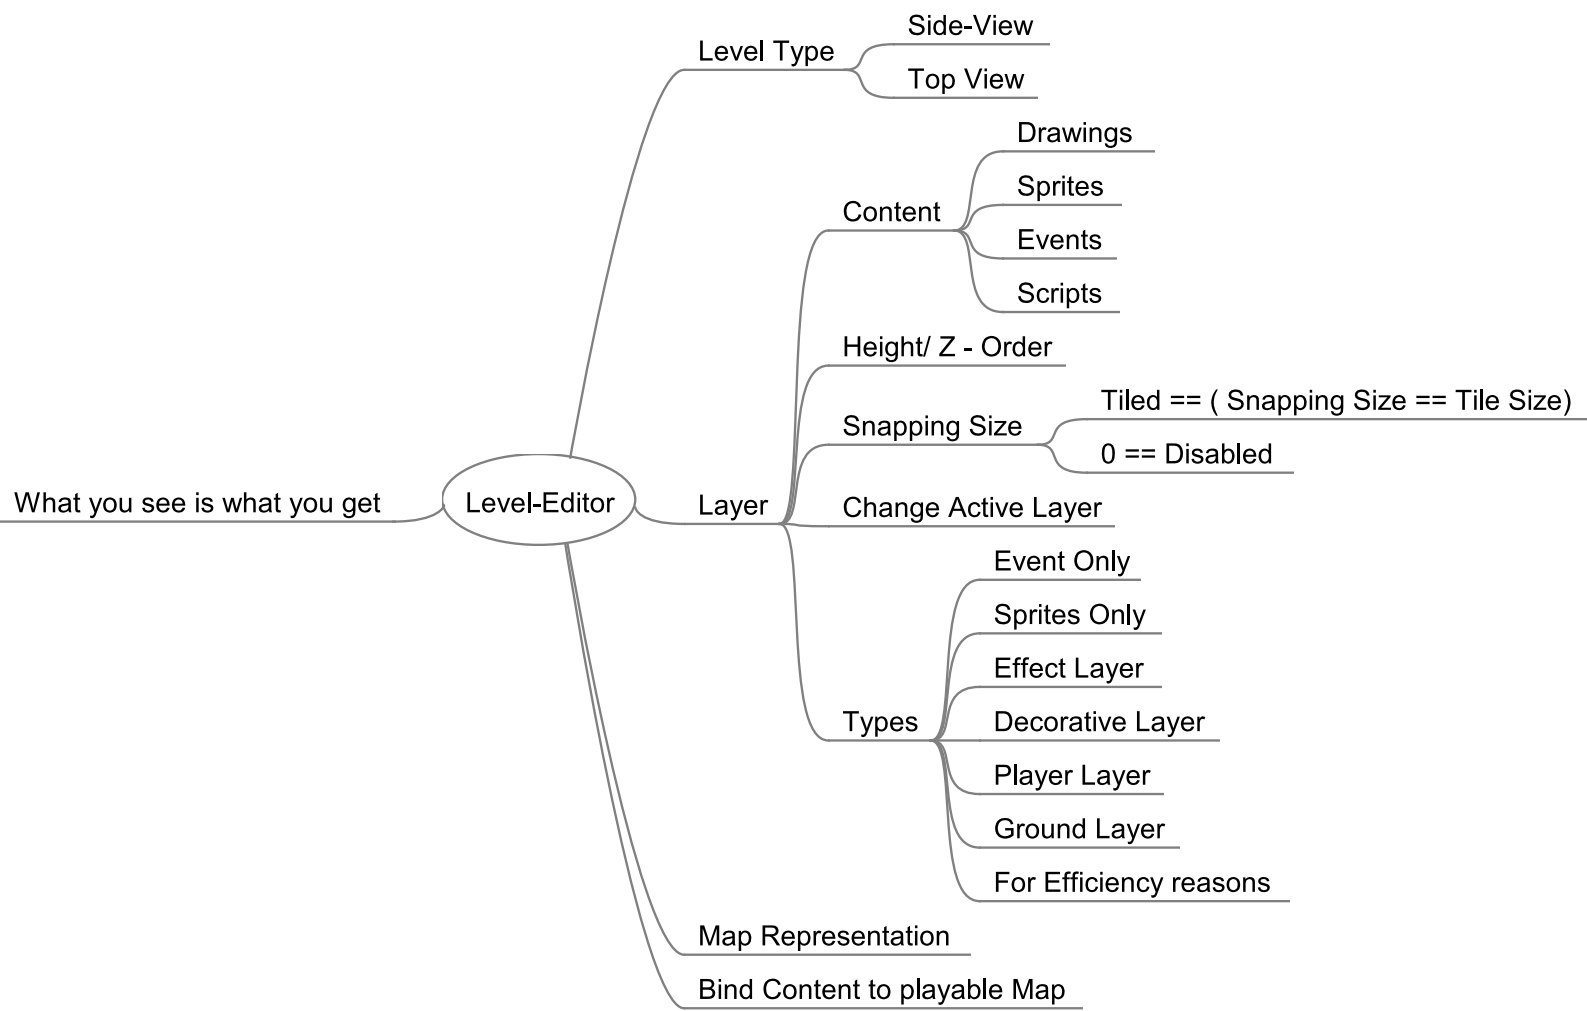 Side-View
Level Type
Top View
Drawings
Sprites
Content
Events
Scripts
Height/ Z - Order
Tiled == ( Snapping Size == Tile Size)
Snapping Size
0 == Disabled
What you see is what you get
Level-Editor
Layer
Change Active Layer
Event Only
Sprites Only
Effect Layer
Types
Decorative Layer
Player Layer
Ground Layer
For Efficiency reasons
Map Representation
Bind Content to playable Map